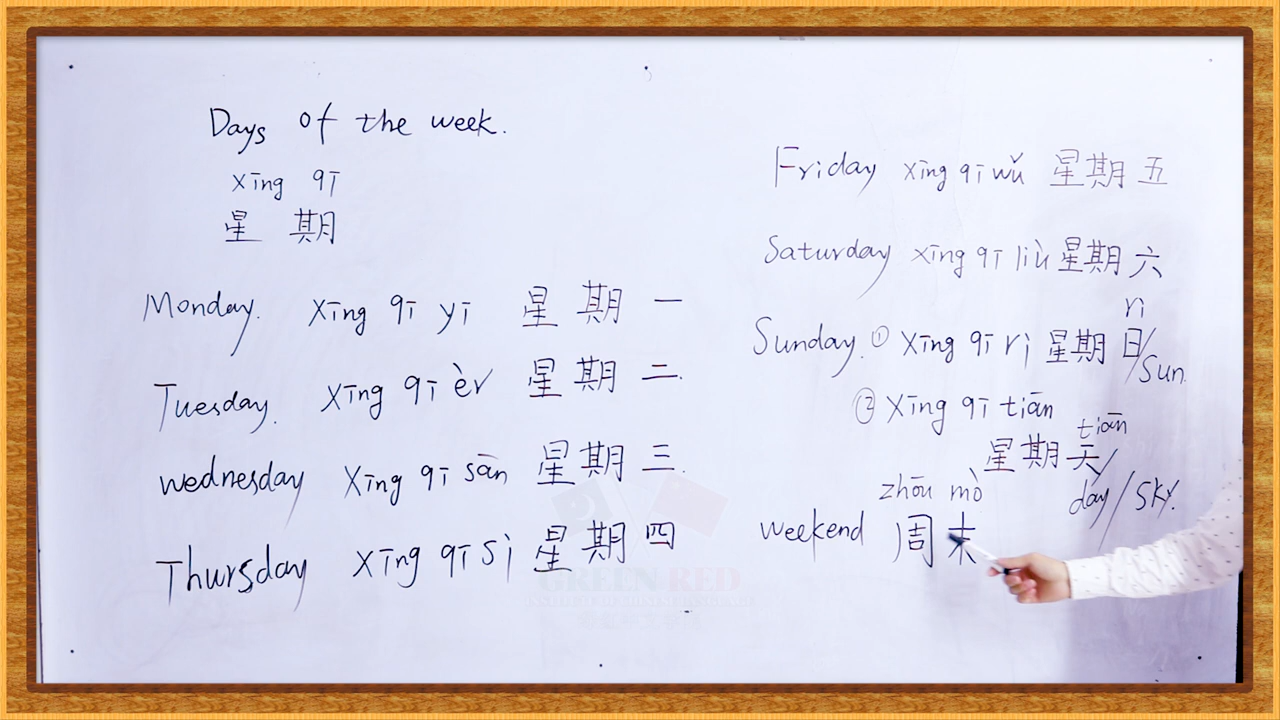 Days of the week.
xīng qī
星 期
Monday. xīng qī yī 星 期 一
Tuesday. xīng qī èr 星 期 二.
wednesday xīng qī sān 星 期 三.
Thursday xīng qī sì 星 期 四
Friday xīng qī wǔ 星 期 五
Saturday xīng qī liù 星 期 六
rì
Sunday. ① xīng qī rì 星 期 日/Sun.
② xīng qī tiān
tiān
星 期 天/
day/sky.
zhōu mò
weekend 周 末
GREEN RED